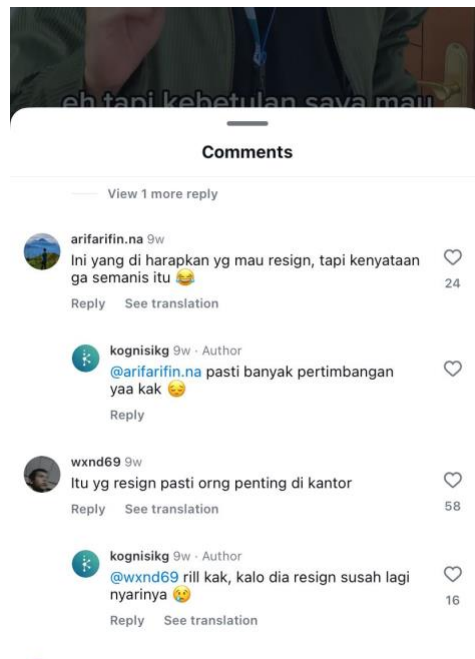 eh tapi kebetulan saya mau
Comments
View 1 more reply
arifarifin.na 9w
Ini yang di harapkan yg mau resign, tapi kenyataan
ga semanis itu 😂
24
Reply See translation
kognisikg 9w · Author
@arifarifin.na pasti banyak pertimbangan
yaa kak 😔
Reply
wxnd69 9w
Itu yg resign pasti orng penting di kantor
58
Reply See translation
kognisikg 9w · Author
@wxnd69 rill kak, kalo dia resign susah lagi
nyarinya 😢
16
Reply See translation